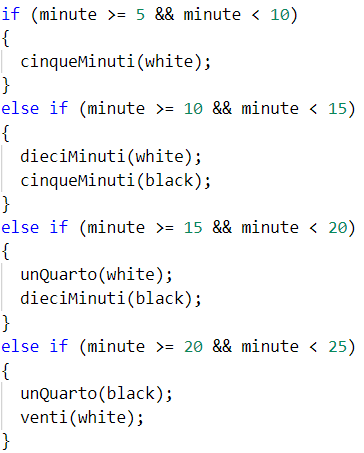 if (minute >= 5 && minute < 10)
{
  cinqueMinuti(white);
}
else if (minute >= 10 && minute < 15)
{
  dieciMinuti(white);
  cinqueMinuti(black);
}
else if (minute >= 15 && minute < 20)
{
  unQuarto(white);
  dieciMinuti(black);
}
else if (minute >= 20 && minute < 25)
{
  unQuarto(black);
  venti(white);
}